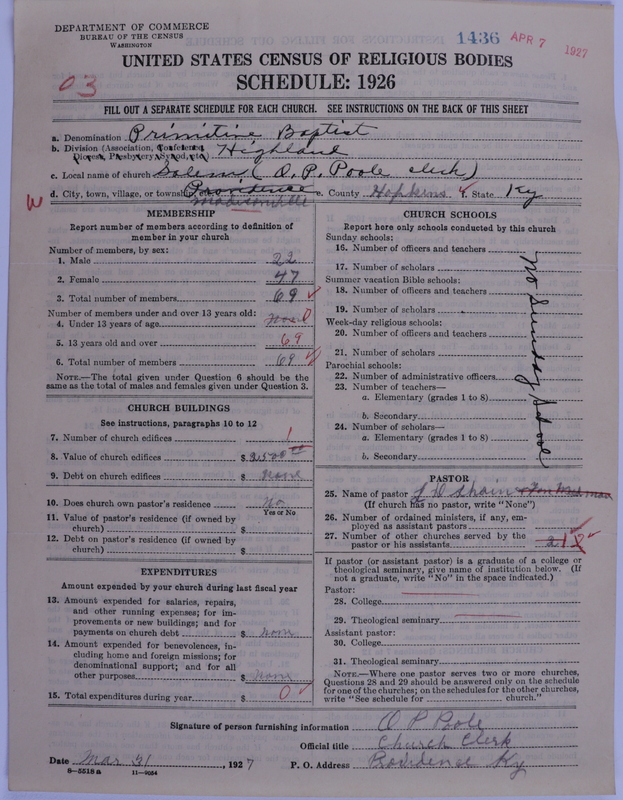 DEPARTMENT OF COMMERCE
BUREAU OF THE CENSUS
WASHINGTON
1436 APR 7 1927
UNITED STATES CENSUS OF RELIGIOUS BODIES
03
SCHEDULE: 1926
FILL OUT A SEPARATE SCHEDULE FOR EACH CHURCH. SEE INSTRUCTIONS ON THE BACK OF THIS SHEET
a. Denomination Primitive Baptist
b. Division (Association, Conference, Diocese, Presbytery, Synod, etc.) Highland
c. Local name of church Salem (O. P. Poole clerk)
d. City, town, village, or township Providence e. County Hopkins f. State Ky
Madisonville
W
MEMBERSHIP
Report number of members according to definition of
member in your church
Number of members, by sex:
1. Male 22
2. Female 47
3. Total number of members 69
Number of members under and over 13 years old:
4. Under 13 years of age none 0
5. 13 years old and over 69
6. Total number of members 69
NOTE.—The total given under Question 6 should be the
same as the total of males and females given under Question 3.
CHURCH BUILDINGS
See instructions, paragraphs 10 to 12
7. Number of church edifices 1
8. Value of church edifices $ 2500 00
9. Debt on church edifices $ none
10. Does church own pastor's residence No
Yes or No
11. Value of pastor's residence (if owned by
church) $
12. Debt on pastor's residence (if owned by
church) $
EXPENDITURES
Amount expended by your church during last fiscal year
13. Amount expended for salaries, repairs,
and other running expenses; for im-
provements or new buildings; and for
payments on church debt $ none
14. Amount expended for benevolences, in-
cluding home and foreign missions; for
denominational support; and for all
other purposes $ none
15. Total expenditures during year $ 0
CHURCH SCHOOLS
Report here only schools conducted by this church
Sunday schools:
16. Number of officers and teachers
17. Number of scholars
Summer vacation Bible schools:
18. Number of officers and teachers
19. Number of scholars
Week-day religious schools:
20. Number of officers and teachers
21. Number of scholars
Parochial schools:
22. Number of administrative officers
23. Number of teachers—
a. Elementary (grades 1 to 8)
b. Secondary
24. Number of scholars—
a. Elementary (grades 1 to 8)
b. Secondary
No Sunday School
PASTOR
25. Name of pastor
(If church has no pastor, write "None")
26. Number of ordained ministers, if any, em-
ployed as assistant pastors
27. Number of other churches served by the
pastor or his assistants 2
If pastor (or assistant pastor) is a graduate of a college or
theological seminary, give name of institution below. (If
not a graduate, write "No" in the space indicated.)
Pastor:
28. College
29. Theological seminary
Assistant pastor:
30. College
31. Theological seminary
NOTE.—Where one pastor serves two or more churches,
Questions 28 and 29 should be answered only on the schedule
for one of the churches; on the schedules for the other churches,
write "See schedule for church."
Signature of person furnishing information O P Poole
Official title Church Clerk
Date Mar 31, 1927 P. O. Address Providence Ky
8—5518 a 11—9054